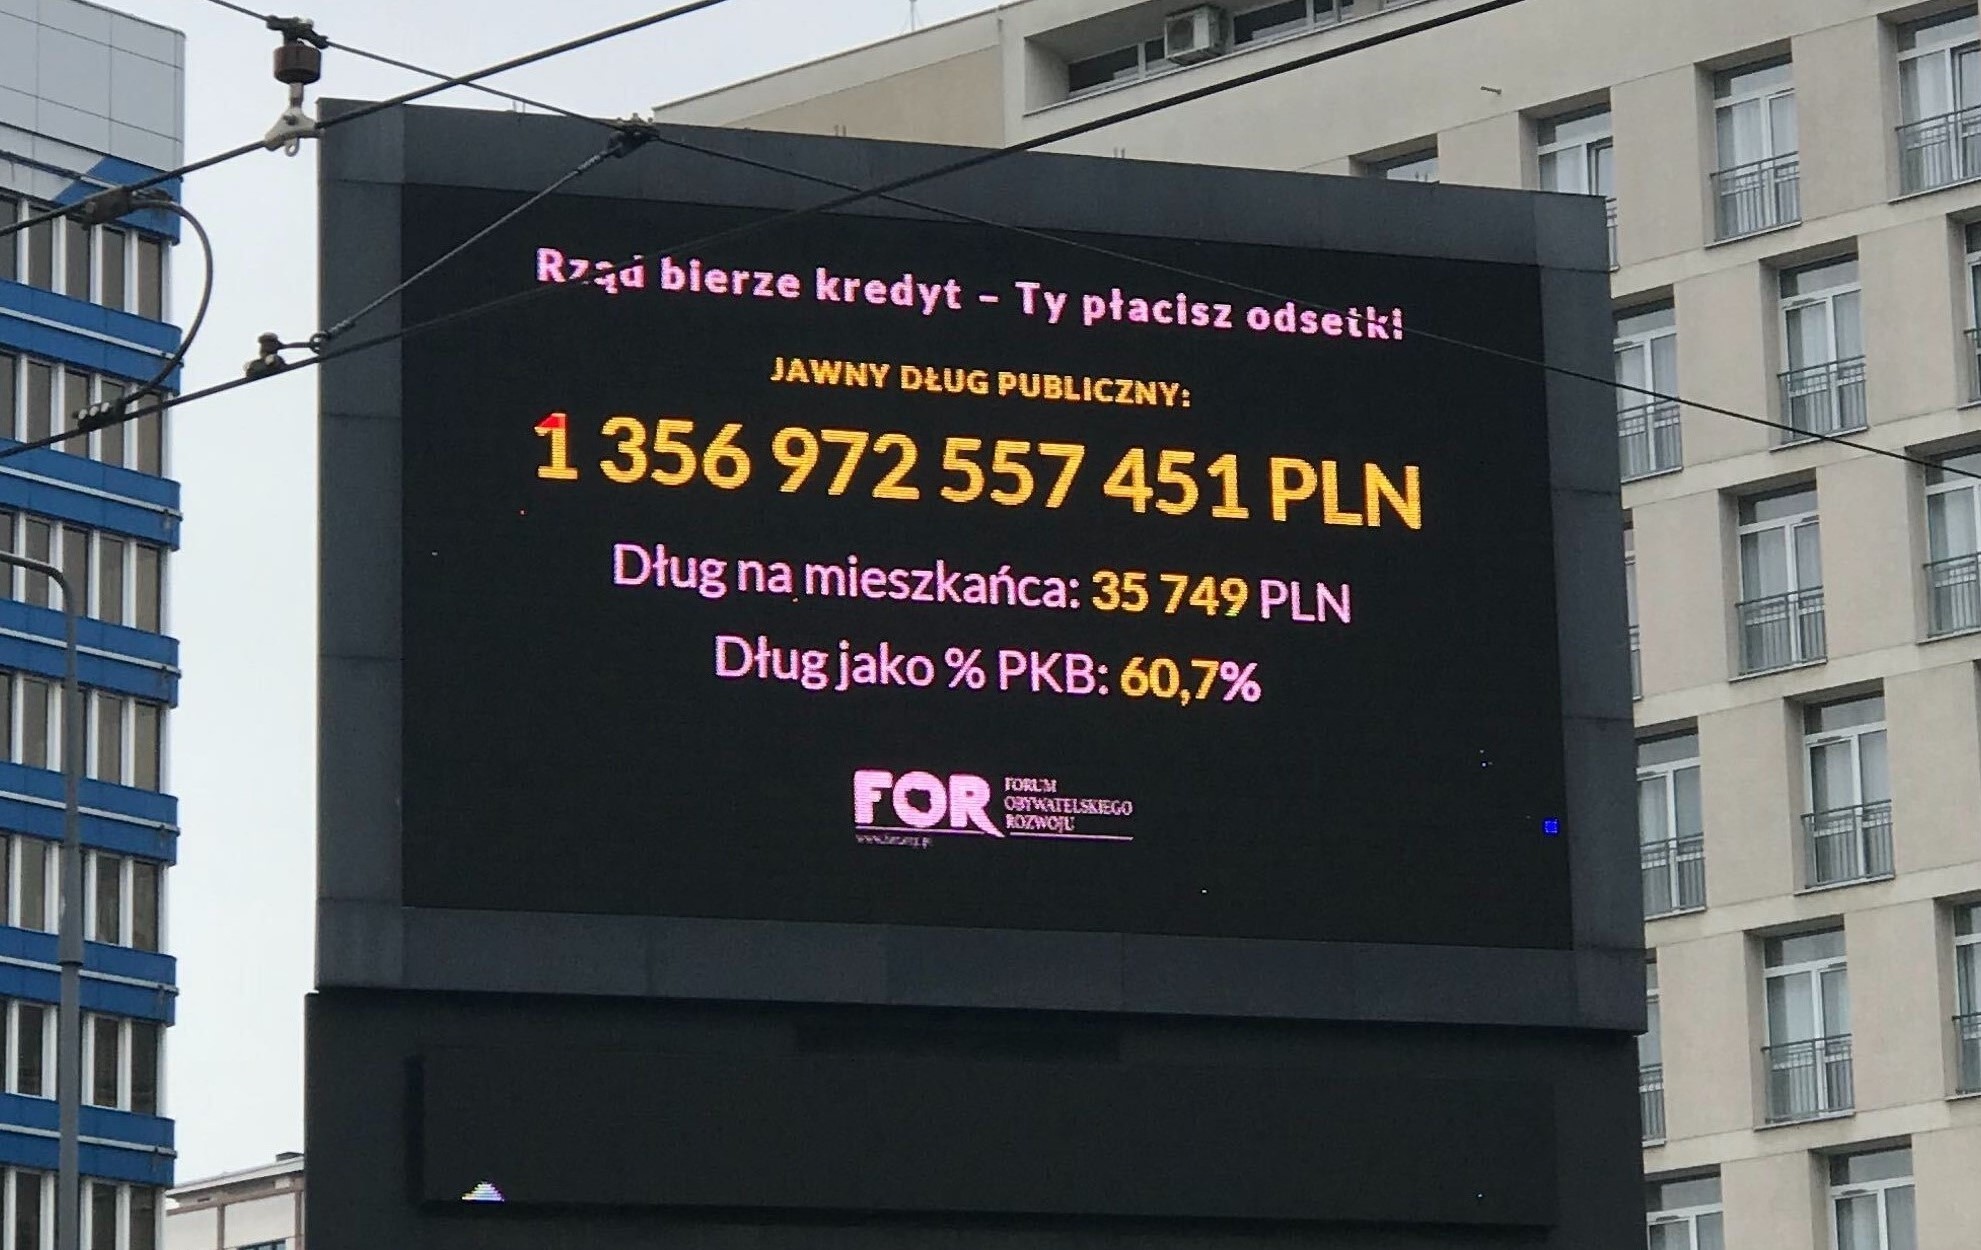 Rząd bierze kredyt – Ty płacisz odsetki
JAWNY DŁUG PUBLICZNY:
1 356 972 557 451 PLN
Dług na mieszkańca: 35 749 PLN
Dług jako % PKB: 60,7%
FOR
FORUM
OBYWATELSKIEGO
ROZWOJU